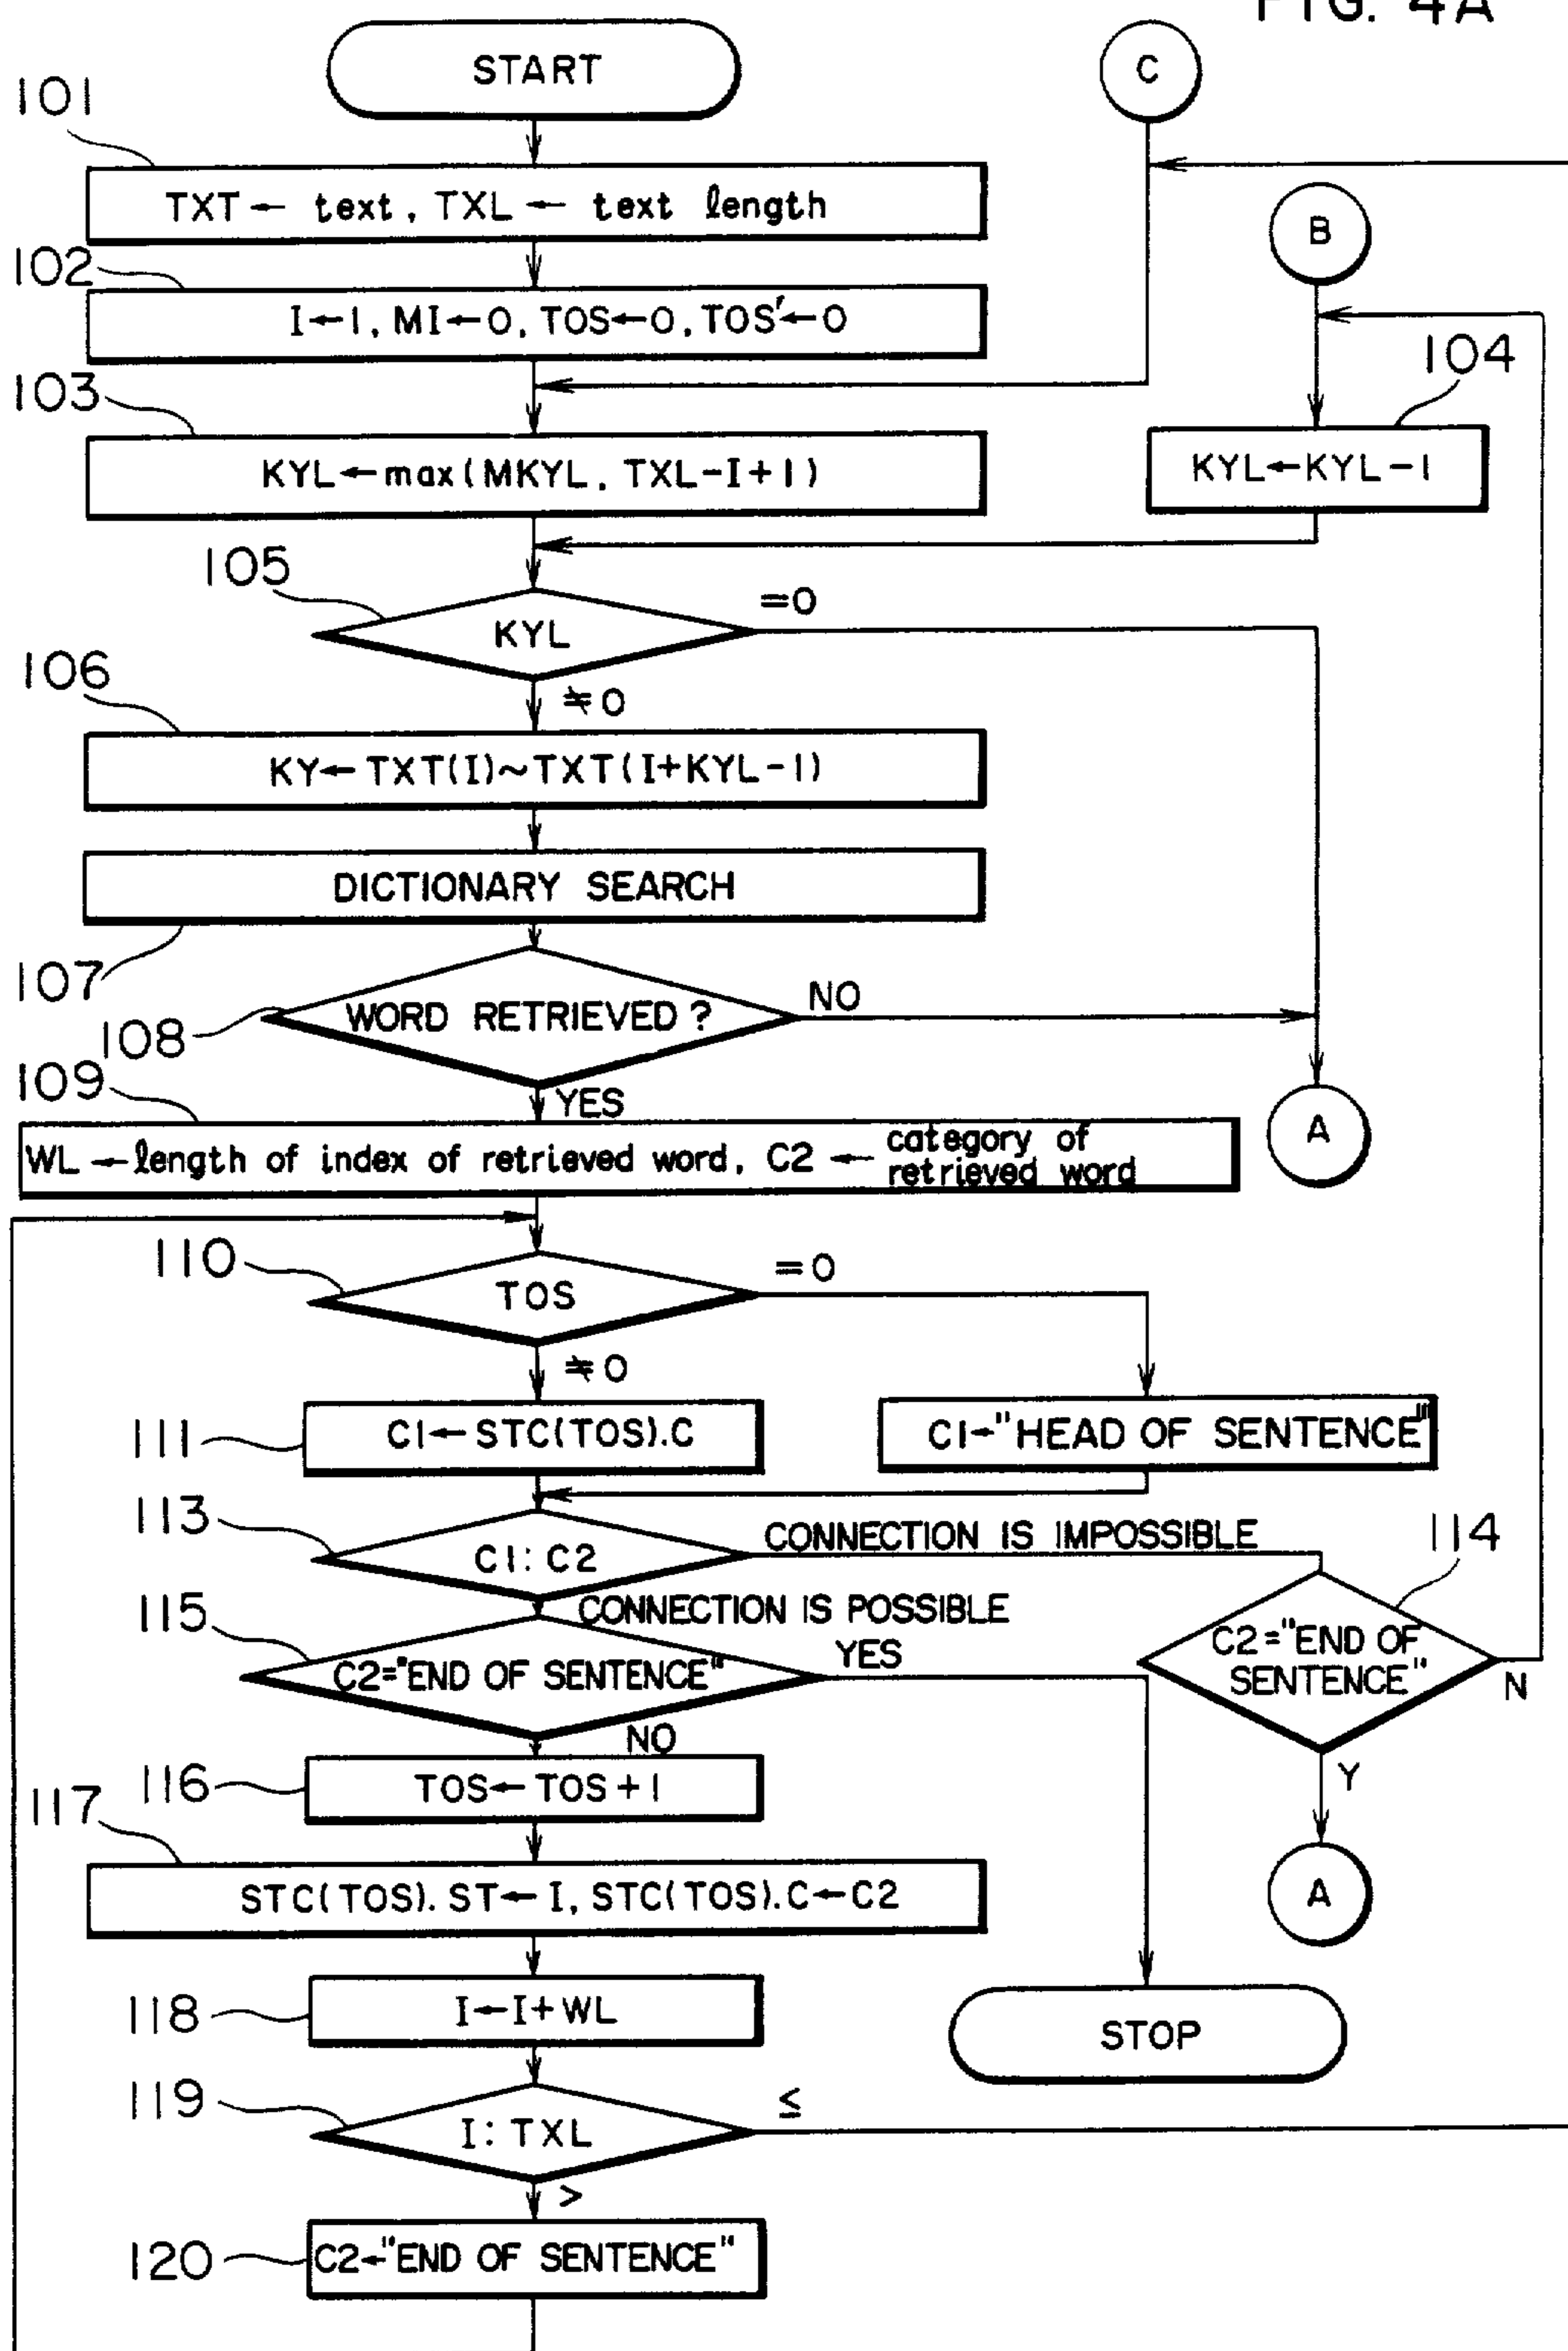 FIG. 4A
START
C
101
TXT ← text, TXL ← text length
B
102
I←1, MI←0, TOS←0, TOS'←0
104
103
KYL←max(MKYL, TXL-I+1)
KYL←KYL-1
105
=0
KYL
106
≠0
KY←TXT(I)~TXT(I+KYL-1)
DICTIONARY SEARCH
107
NO
WORD RETRIEVED?
108
109
YES
A
WL ← length of index of retrieved word, C2 ← category of
retrieved word
110
=0
TOS
≠0
111
C1←STC(TOS).C
C1←"HEAD OF SENTENCE"
113
CONNECTION IS IMPOSSIBLE
114
C1:C2
115
CONNECTION IS POSSIBLE
YES
C2="END OF SENTENCE"
C2="END OF
SENTENCE"
N
NO
116
TOS←TOS+1
Y
117
STC(TOS).ST←I, STC(TOS).C←C2
A
118
I←I+WL
STOP
119
≤
I:TXL
>
120
C2←"END OF SENTENCE"